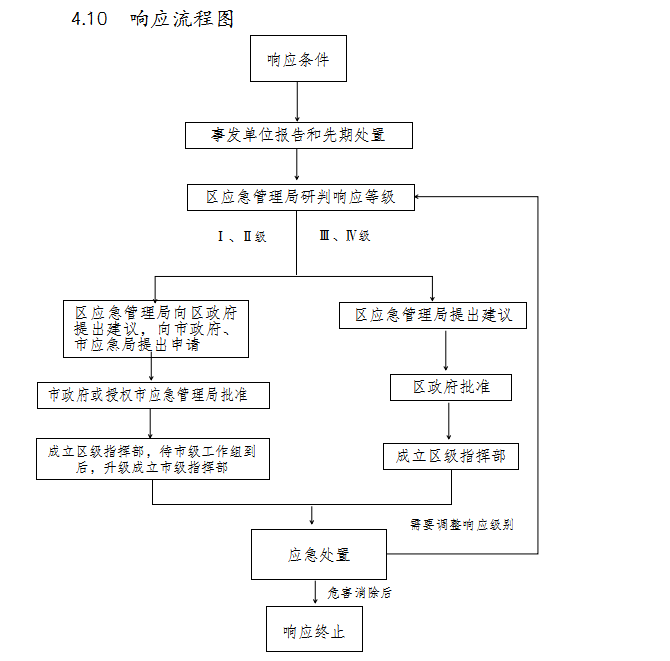 4.10 响应流程图
响应条件
事发单位报告和先期处置
区应急管理局研判响应等级
Ⅰ、Ⅱ级
Ⅲ、Ⅳ级
区应急管理局向区政府
提出建议，向市政府、
市应急局提出申请
区应急管理局提出建议
市政府或授权市应急管理局批准
区政府批准
成立区级指挥部，待市级工作组到
后，升级成立市级指挥部
成立区级指挥部
需要调整响应级别
应急处置
危害消除后
响应终止